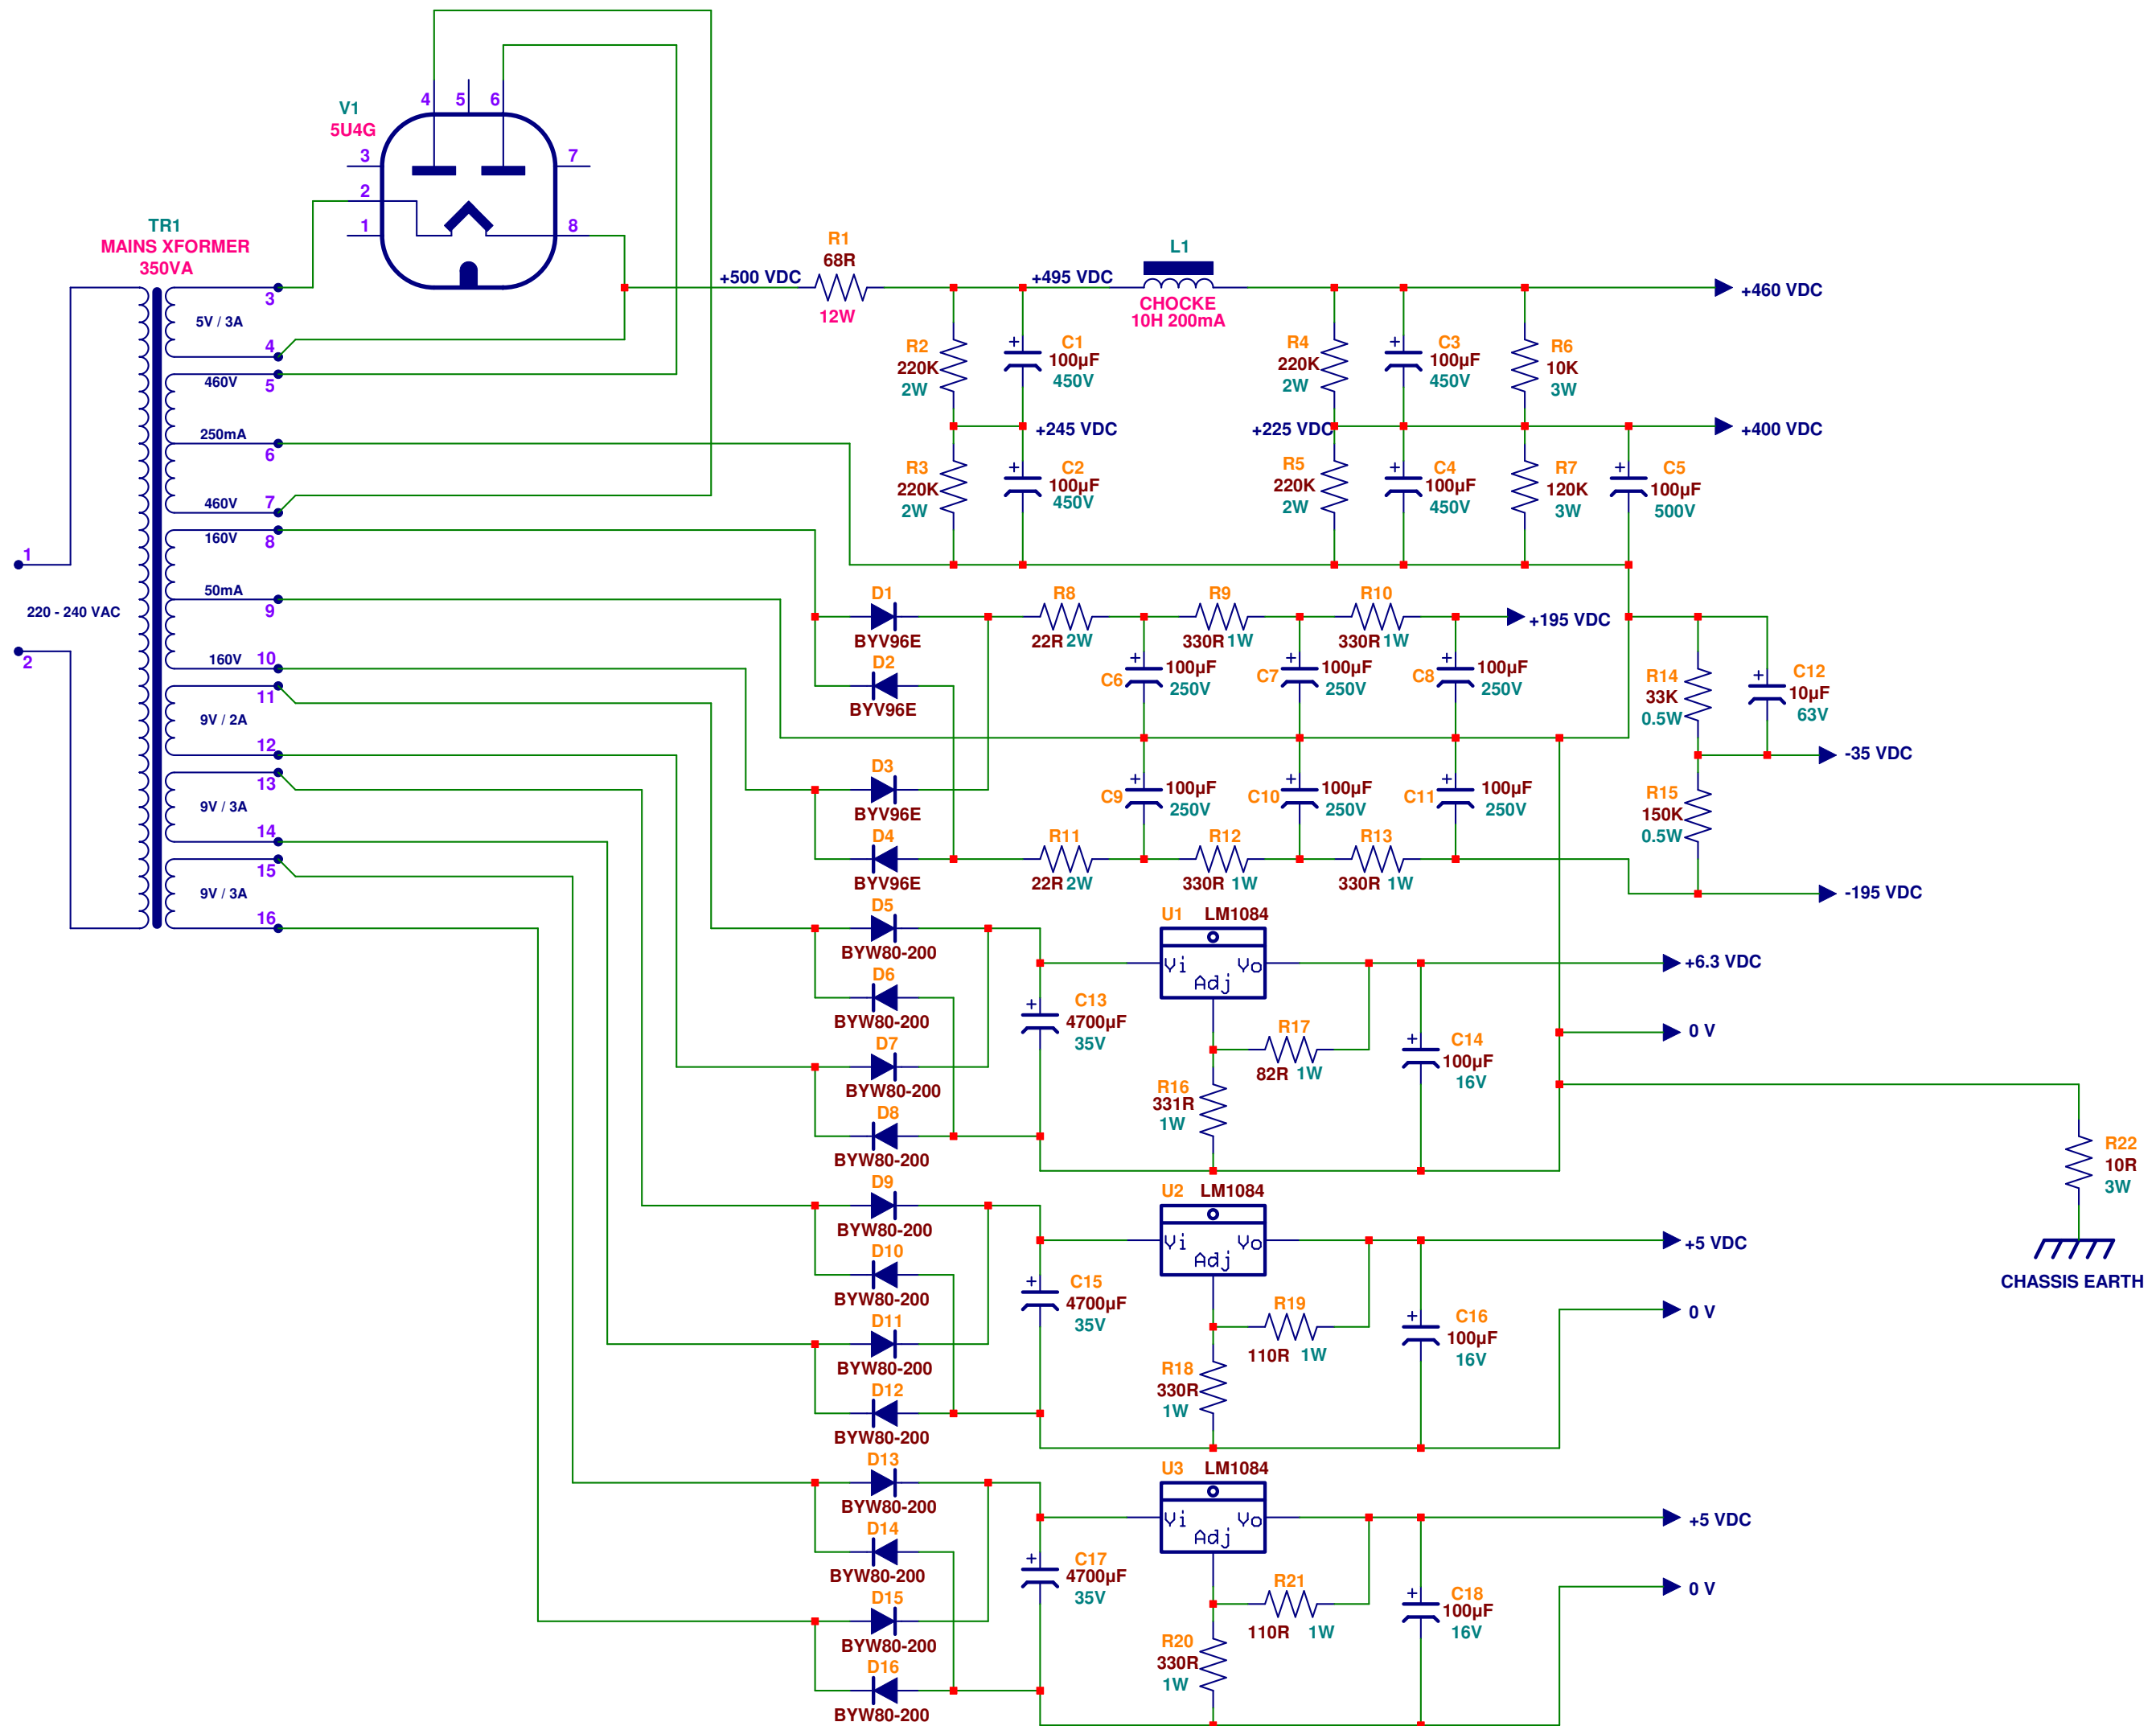 4
5
6
V1
5U4G
3
7
2
1
8
TR1
MAINS XFORMER
350VA
3
5V / 3A
4
460V
5
250mA
6
460V
7
160V
8
50mA
9
160V
10
11
9V / 2A
12
13
9V / 3A
14
15
9V / 3A
16
1
220 - 240 VAC
2
+500 VDC
R1
68R
12W
+495 VDC
L1
CHOCKE
10H 200mA
+460 VDC
R2
220K
2W
C1
100µF
450V
R4
220K
2W
C3
100µF
450V
R6
10K
3W
+245 VDC
+225 VDC
+400 VDC
R3
220K
2W
C2
100µF
450V
R5
220K
2W
C4
100µF
450V
R7
120K
3W
C5
100µF
500V
D1
BYV96E
R8
22R 2W
R9
330R 1W
R10
330R 1W
+195 VDC
D2
BYV96E
C6
100µF
250V
C7
100µF
250V
C8
100µF
250V
R14
33K
0.5W
C12
10µF
63V
-35 VDC
D3
BYV96E
C9
100µF
250V
C10
100µF
250V
C11
100µF
250V
R15
150K
0.5W
D4
BYV96E
R11
22R 2W
R12
330R 1W
R13
330R 1W
-195 VDC
D5
BYW80-200
D6
BYW80-200
D7
BYW80-200
D8
BYW80-200
C13
4700µF
35V
U1 LM1084
Vi Vo
Adj
R17
82R 1W
R16
331R
1W
C14
100µF
16V
+6.3 VDC
0 V
R22
10R
3W
CHASSIS EARTH
D9
BYW80-200
D10
BYW80-200
D11
BYW80-200
D12
BYW80-200
C15
4700µF
35V
U2 LM1084
Vi Vo
Adj
R19
110R 1W
R18
330R
1W
C16
100µF
16V
+5 VDC
0 V
D13
BYW80-200
D14
BYW80-200
D15
BYW80-200
D16
BYW80-200
C17
4700µF
35V
U3 LM1084
Vi Vo
Adj
R21
110R 1W
R20
330R
1W
C18
100µF
16V
+5 VDC
0 V